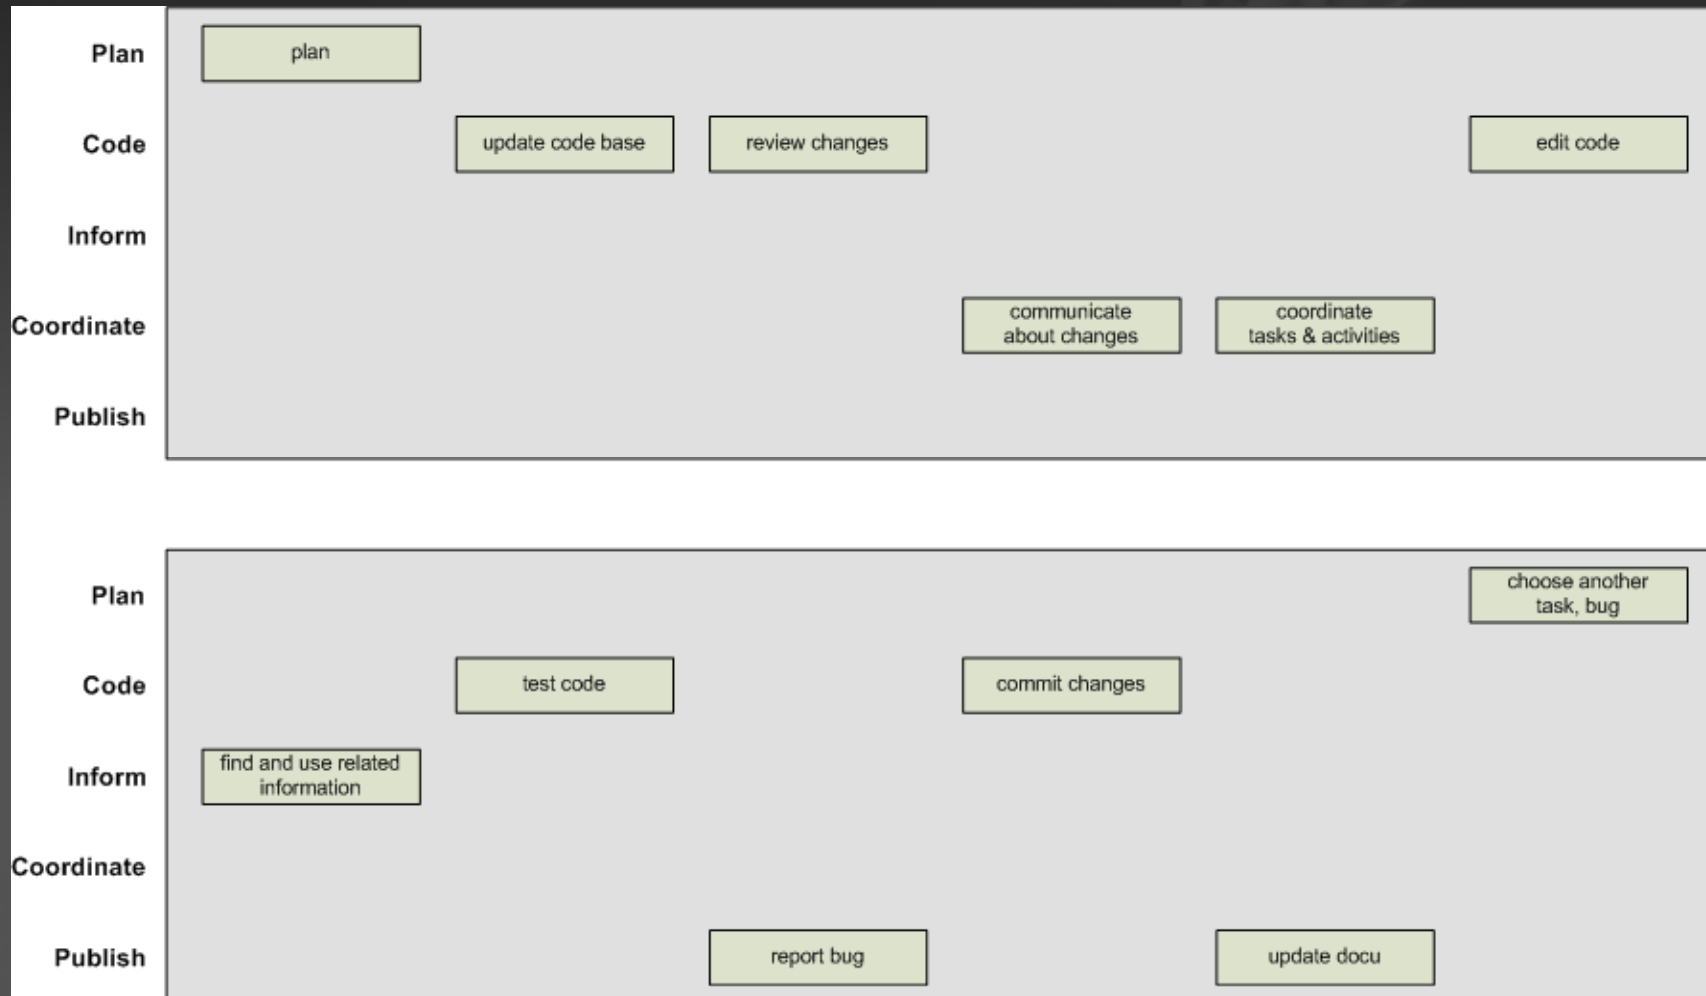 Plan
plan
Code
update code base
review changes
edit code
Inform
Coordinate
communicate
about changes
coordinate
tasks & activities
Publish
Plan
choose another
task, bug
Code
test code
commit changes
Inform
find and use related
information
Coordinate
Publish
report bug
update docu